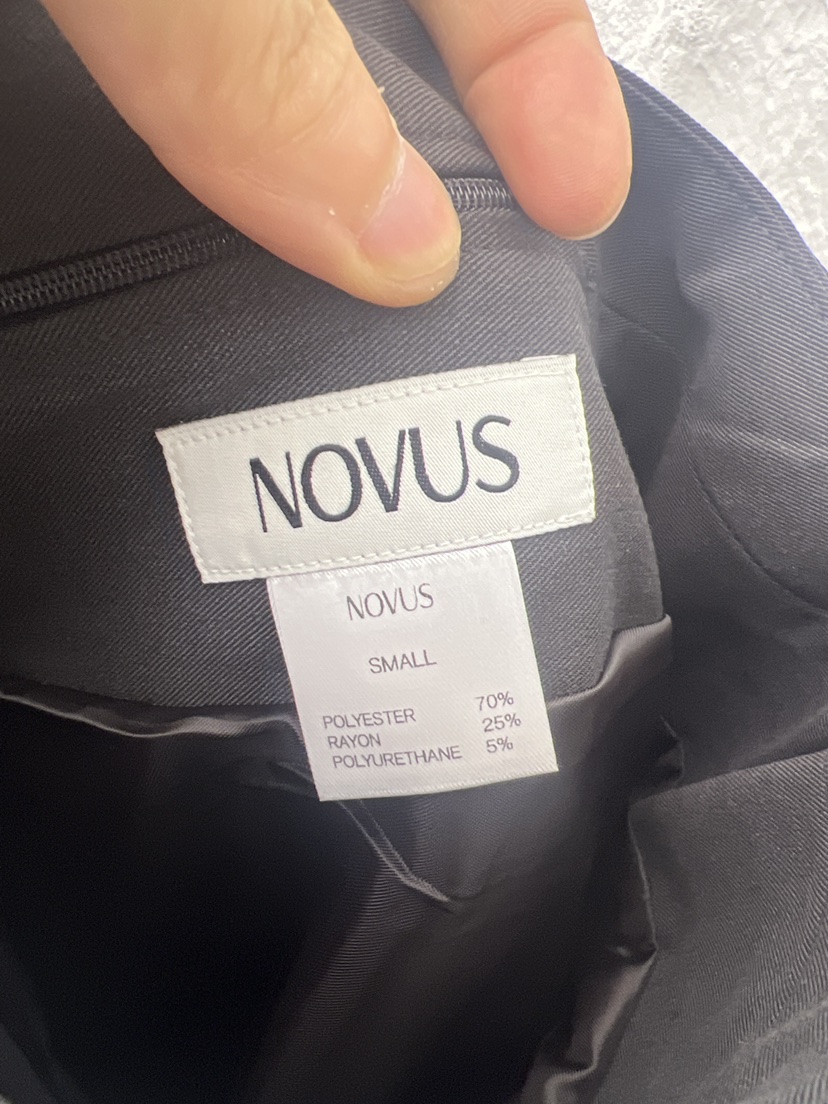 NOVUS
NOVUS
SMALL
POLYESTER 70%
RAYON 25%
POLYURETHANE 5%